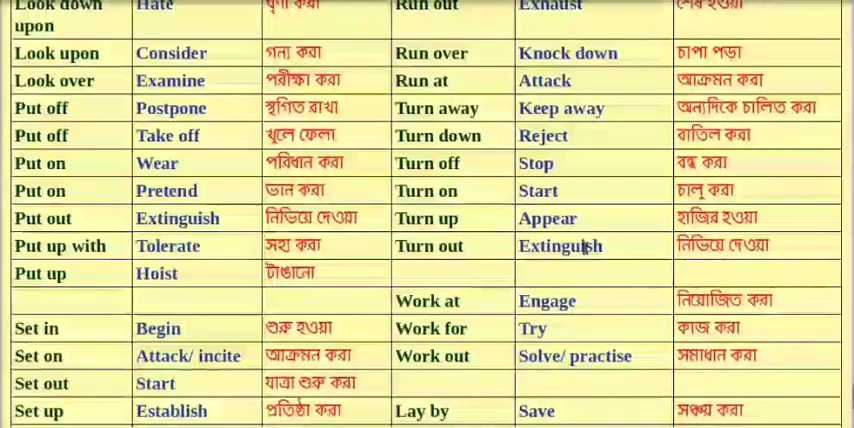 Look down Hate ঘৃণা করা Run out Exhaust শেষ হওয়া
upon
Look upon Consider গন্য করা Run over Knock down চাপা পড়া
Look over Examine পরীক্ষা করা Run at Attack আক্রমন করা
Put off Postpone স্থগিত রাখা Turn away Keep away অন্যদিকে চালিত করা
Put off Take off খুলে ফেলা Turn down Reject বাতিল করা
Put on Wear পরিধান করা Turn off Stop বন্ধ করা
Put on Pretend ভান করা Turn on Start চালু করা
Put out Extinguish নিভিয়ে দেওয়া Turn up Appear হাজির হওয়া
Put up with Tolerate সহ্য করা Turn out Extinguish নিভিয়ে দেওয়া
Put up Hoist টাঙানো
Work at Engage নিয়োজিত করা
Set in Begin শুরু হওয়া Work for Try কাজ করা
Set on Attack/ incite আক্রমন করা Work out Solve/ practise সমাধান করা
Set out Start যাত্রা শুরু করা
Set up Establish প্রতিষ্ঠা করা Lay by Save সঞ্চয় করা